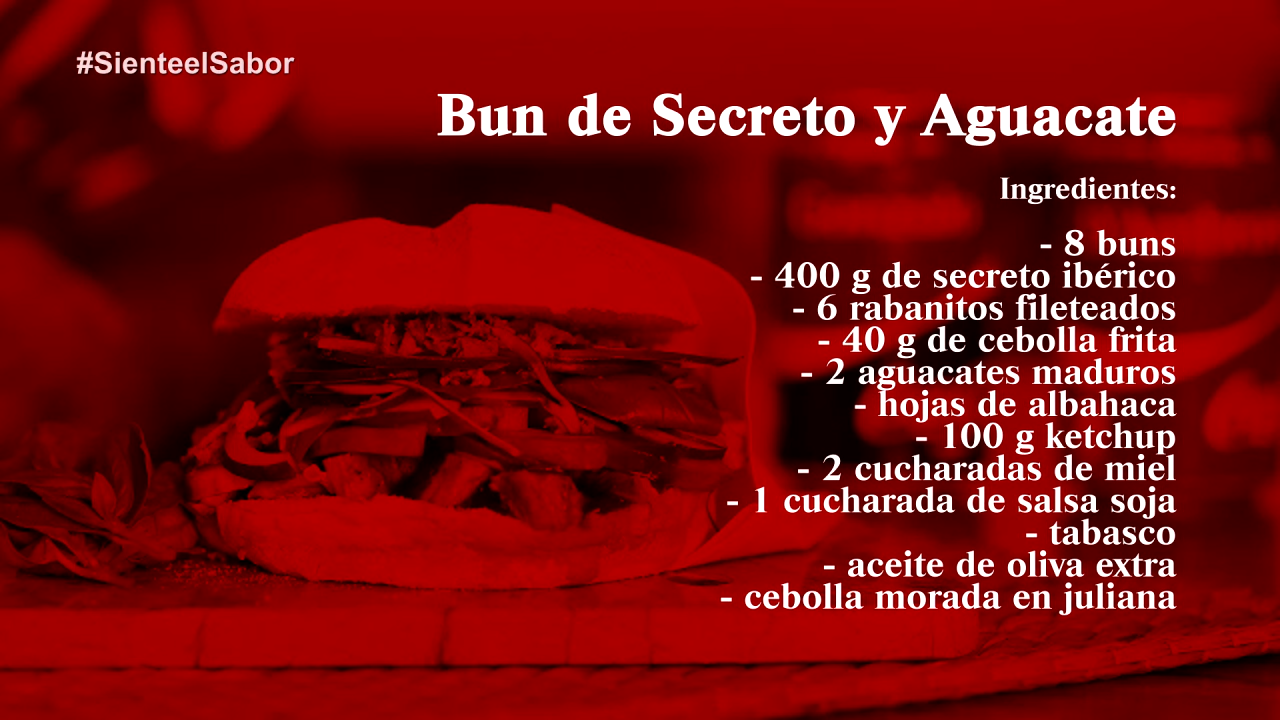 #SienteelSabor
Bun de Secreto y Aguacate
Ingredientes:
- 8 buns
- 400 g de secreto ibérico
- 6 rabanitos fileteados
- 40 g de cebolla frita
- 2 aguacates maduros
- hojas de albahaca
- 100 g ketchup
- 2 cucharadas de miel
- 1 cucharada de salsa soja
- tabasco
- aceite de oliva extra
- cebolla morada en juliana